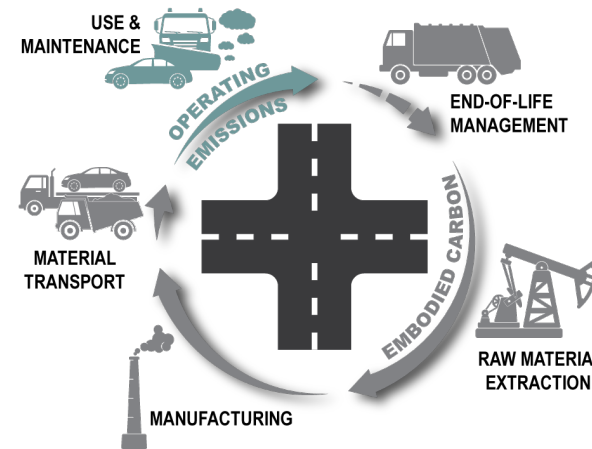 USE &
MAINTENANCE
OPERATING
EMISSIONS
END-OF-LIFE
MANAGEMENT
EMBODIED CARBON
MATERIAL
TRANSPORT
RAW MATERIA
EXTRACTION
MANUFACTURING